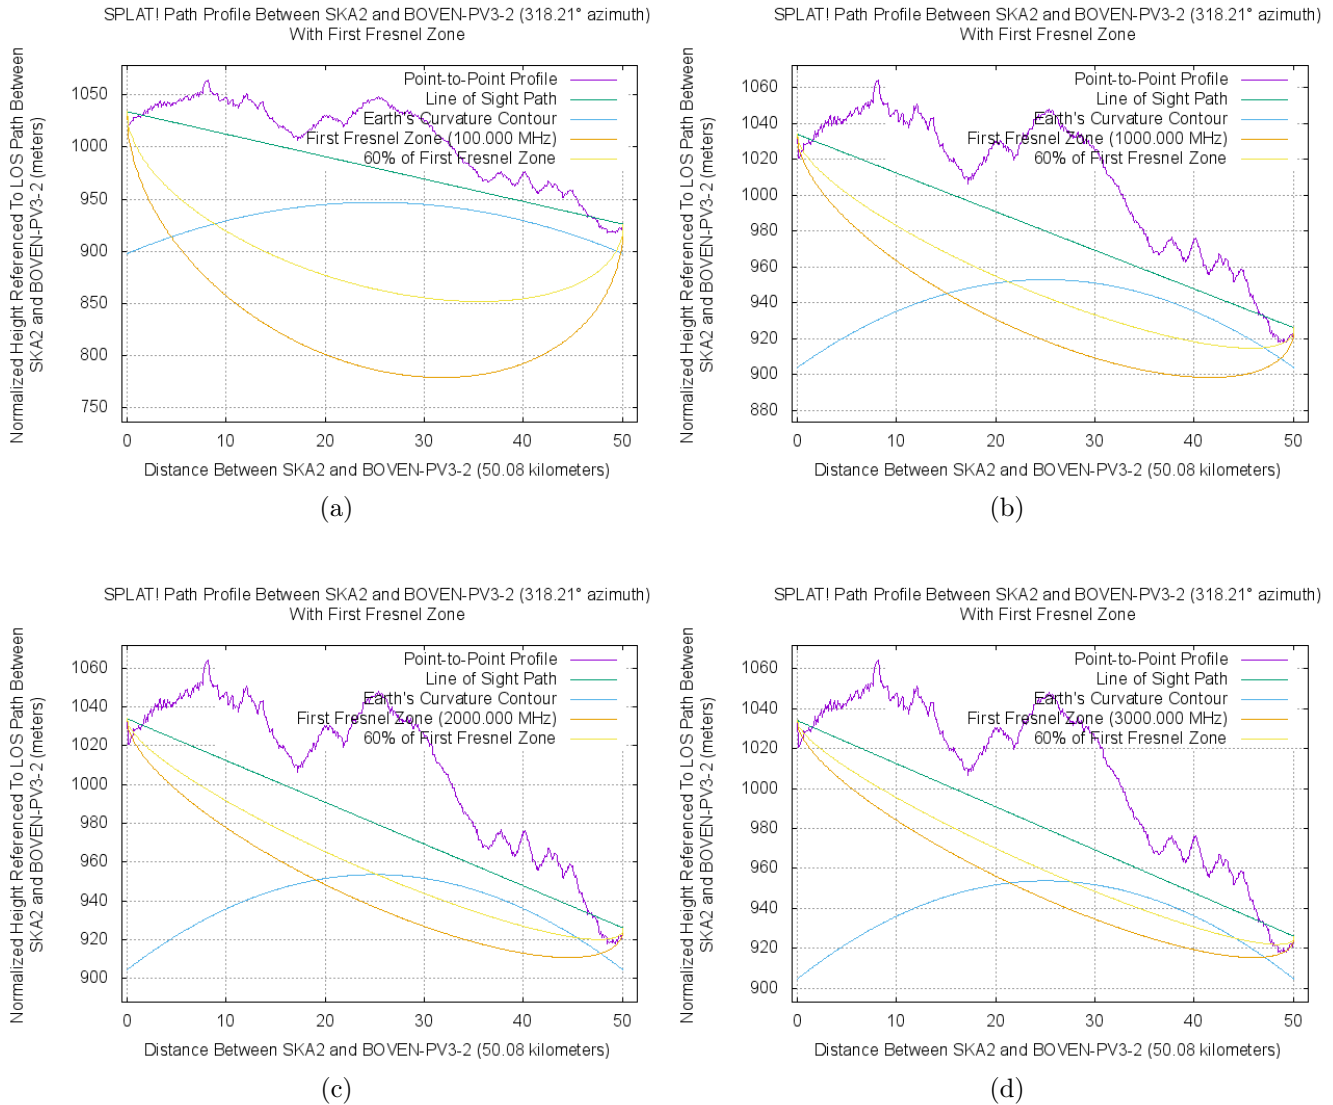 SPLAT! Path Profile Between SKA2 and BOVEN-PV3-2 (318.21° azimuth)
With First Fresnel Zone
Normalized Height Referenced To LOS Path Between
SKA2 and BOVEN-PV3-2 (meters)
1050
1000
950
900
850
800
750
Point-to-Point Profile
Line of Sight Path
Earth's Curvature Contour
First Fresnel Zone (100.000 MHz)
60% of First Fresnel Zone
0 10 20 30 40 50
Distance Between SKA2 and BOVEN-PV3-2 (50.08 kilometers)
(a)
SPLAT! Path Profile Between SKA2 and BOVEN-PV3-2 (318.21° azimuth)
With First Fresnel Zone
Normalized Height Referenced To LOS Path Between
SKA2 and BOVEN-PV3-2 (meters)
1060
1040
1020
1000
980
960
940
920
900
880
Point-to-Point Profile
Line of Sight Path
Earth's Curvature Contour
First Fresnel Zone (1000.000 MHz)
60% of First Fresnel Zone
0 10 20 30 40 50
Distance Between SKA2 and BOVEN-PV3-2 (50.08 kilometers)
(b)
SPLAT! Path Profile Between SKA2 and BOVEN-PV3-2 (318.21° azimuth)
With First Fresnel Zone
Normalized Height Referenced To LOS Path Between
SKA2 and BOVEN-PV3-2 (meters)
1060
1040
1020
1000
980
960
940
920
900
Point-to-Point Profile
Line of Sight Path
Earth's Curvature Contour
First Fresnel Zone (2000.000 MHz)
60% of First Fresnel Zone
0 10 20 30 40 50
Distance Between SKA2 and BOVEN-PV3-2 (50.08 kilometers)
(c)
SPLAT! Path Profile Between SKA2 and BOVEN-PV3-2 (318.21° azimuth)
With First Fresnel Zone
Normalized Height Referenced To LOS Path Between
SKA2 and BOVEN-PV3-2 (meters)
1060
1040
1020
1000
980
960
940
920
900
Point-to-Point Profile
Line of Sight Path
Earth's Curvature Contour
First Fresnel Zone (3000.000 MHz)
60% of First Fresnel Zone
0 10 20 30 40 50
Distance Between SKA2 and BOVEN-PV3-2 (50.08 kilometers)
(d)